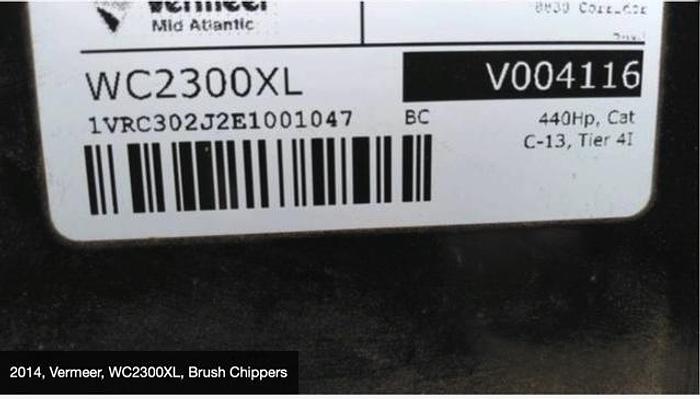 Vermeer
Mid Atlantic
WC2300XL
V004116
1VRC302J2E1001047
BC
440Hp, Cat
C-13, Tier 4I
2014, Vermeer, WC2300XL, Brush Chippers